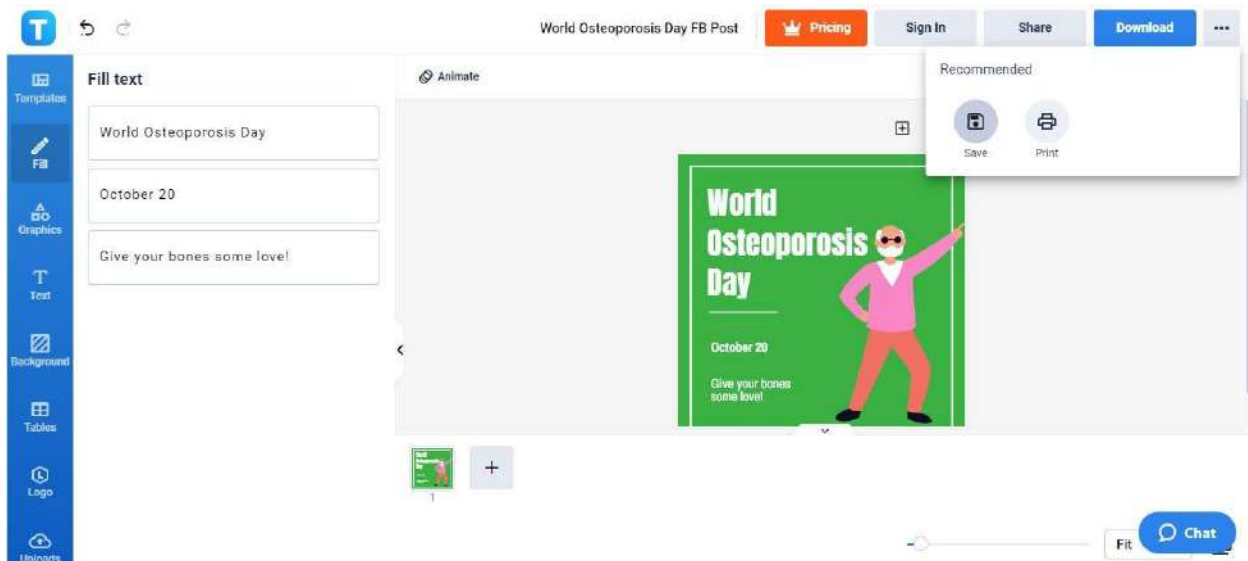 T
World Osteoporosis Day FB Post
Pricing
Sign In
Share
Download
Templates
Fill
Graphics
Text
Background
Tables
Logo
Uploads
Fill text
World Osteoporosis Day
October 20
Give your bones some love!
Animate
Recommended
Save
Print
World
Osteoporosis
Day
October 20
Give your bones
some love!
1
Fit
Chat